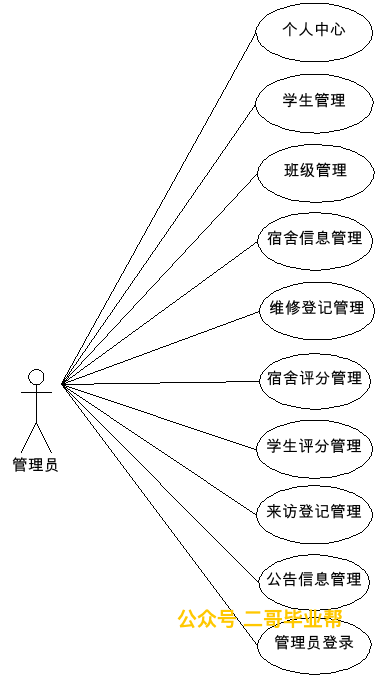 个人中心
学生管理
班级管理
宿舍信息管理
维修登记管理
宿舍评分管理
学生评分管理
管理员
来访登记管理
公告信息管理
公众号 二哥毕业帮
管理员登录